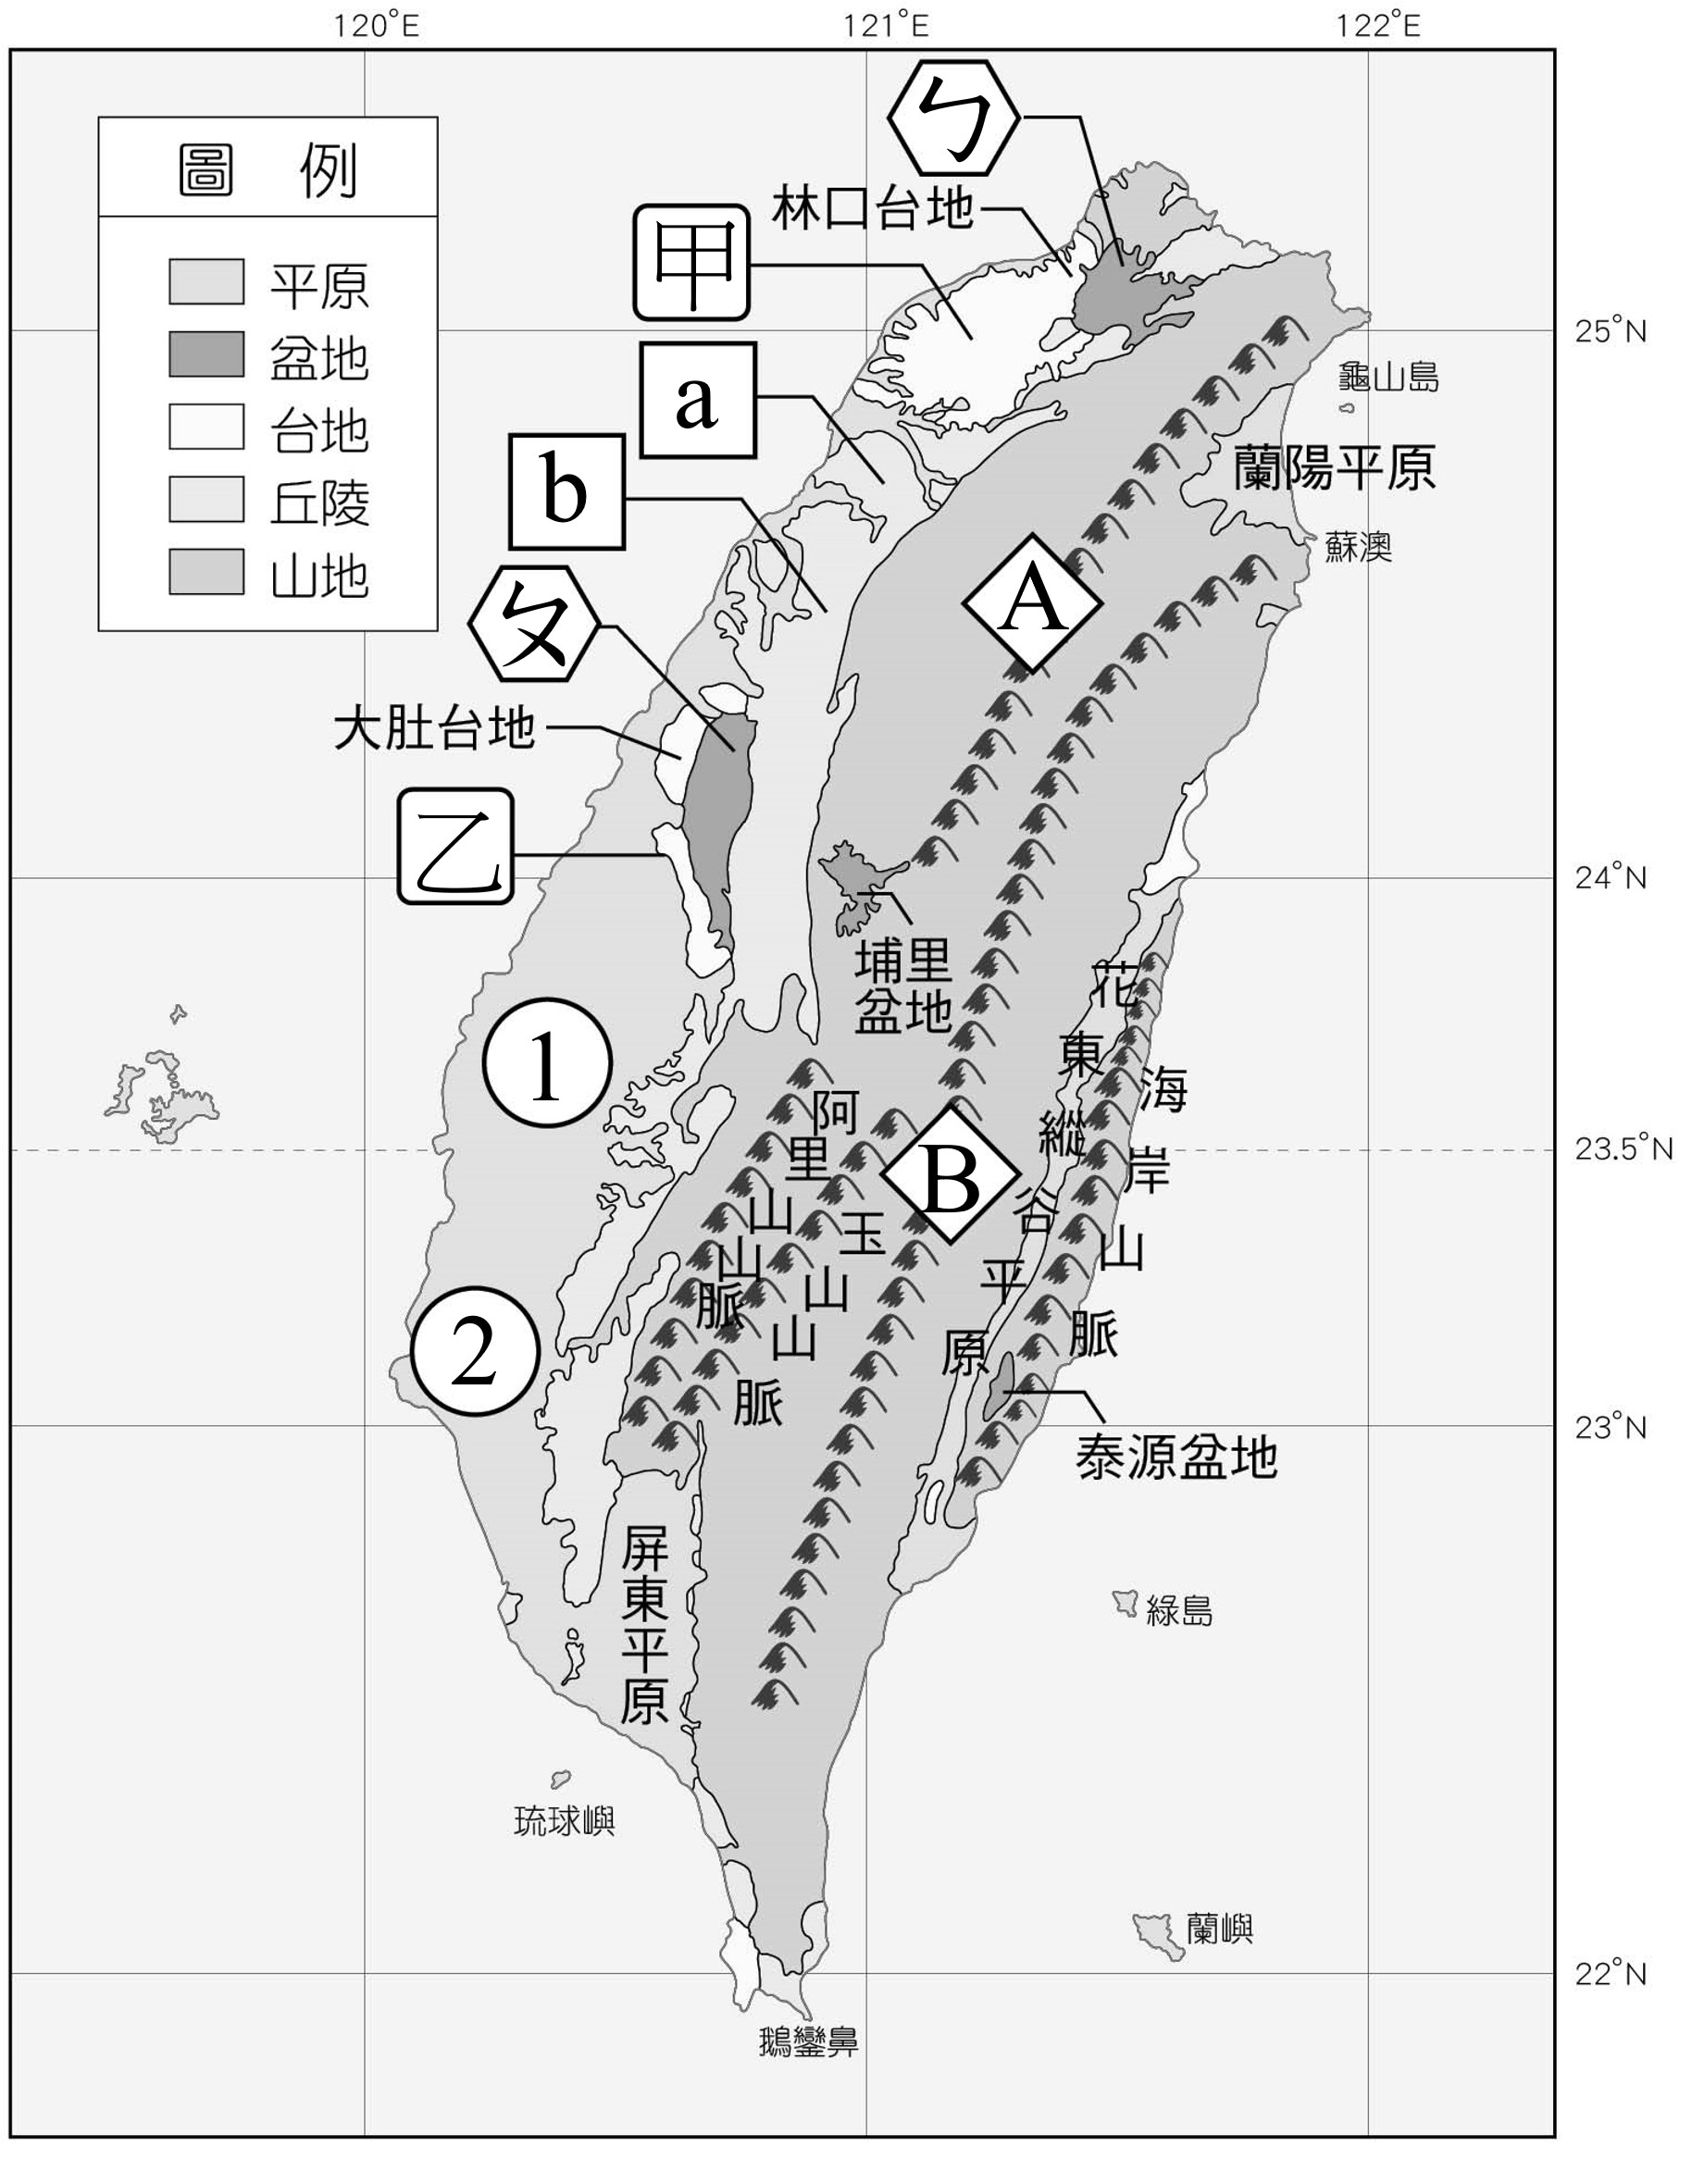 120°E
121°E
122°E
圖 例
平原
盆地
台地
丘陵
山地
ㄅ
林口台地
甲
25°N
a
龜山島
b
蘭陽平原
蘇澳
A
ㄆ
大肚台地
乙
24°N
埔里
盆地
1
花東縱谷平原
海岸山脈
阿里山山脈
23.5°N
B
玉山山脈
2
23°N
泰源盆地
屏東平原
綠島
琉球嶼
蘭嶼
22°N
鵝鑾鼻